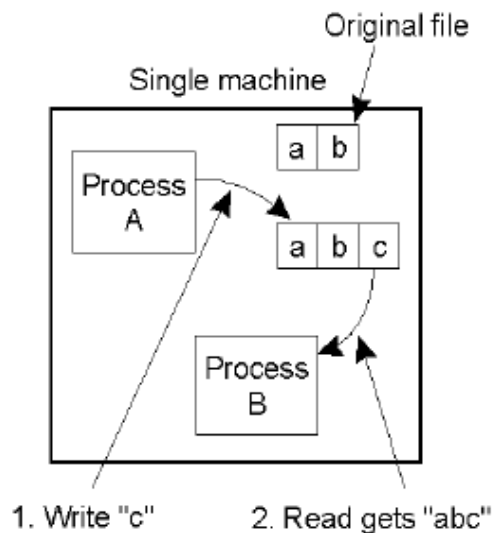 Original file
Single machine
a b
Process
A
a b c
Process
B
1. Write "c"
2. Read gets "abc"